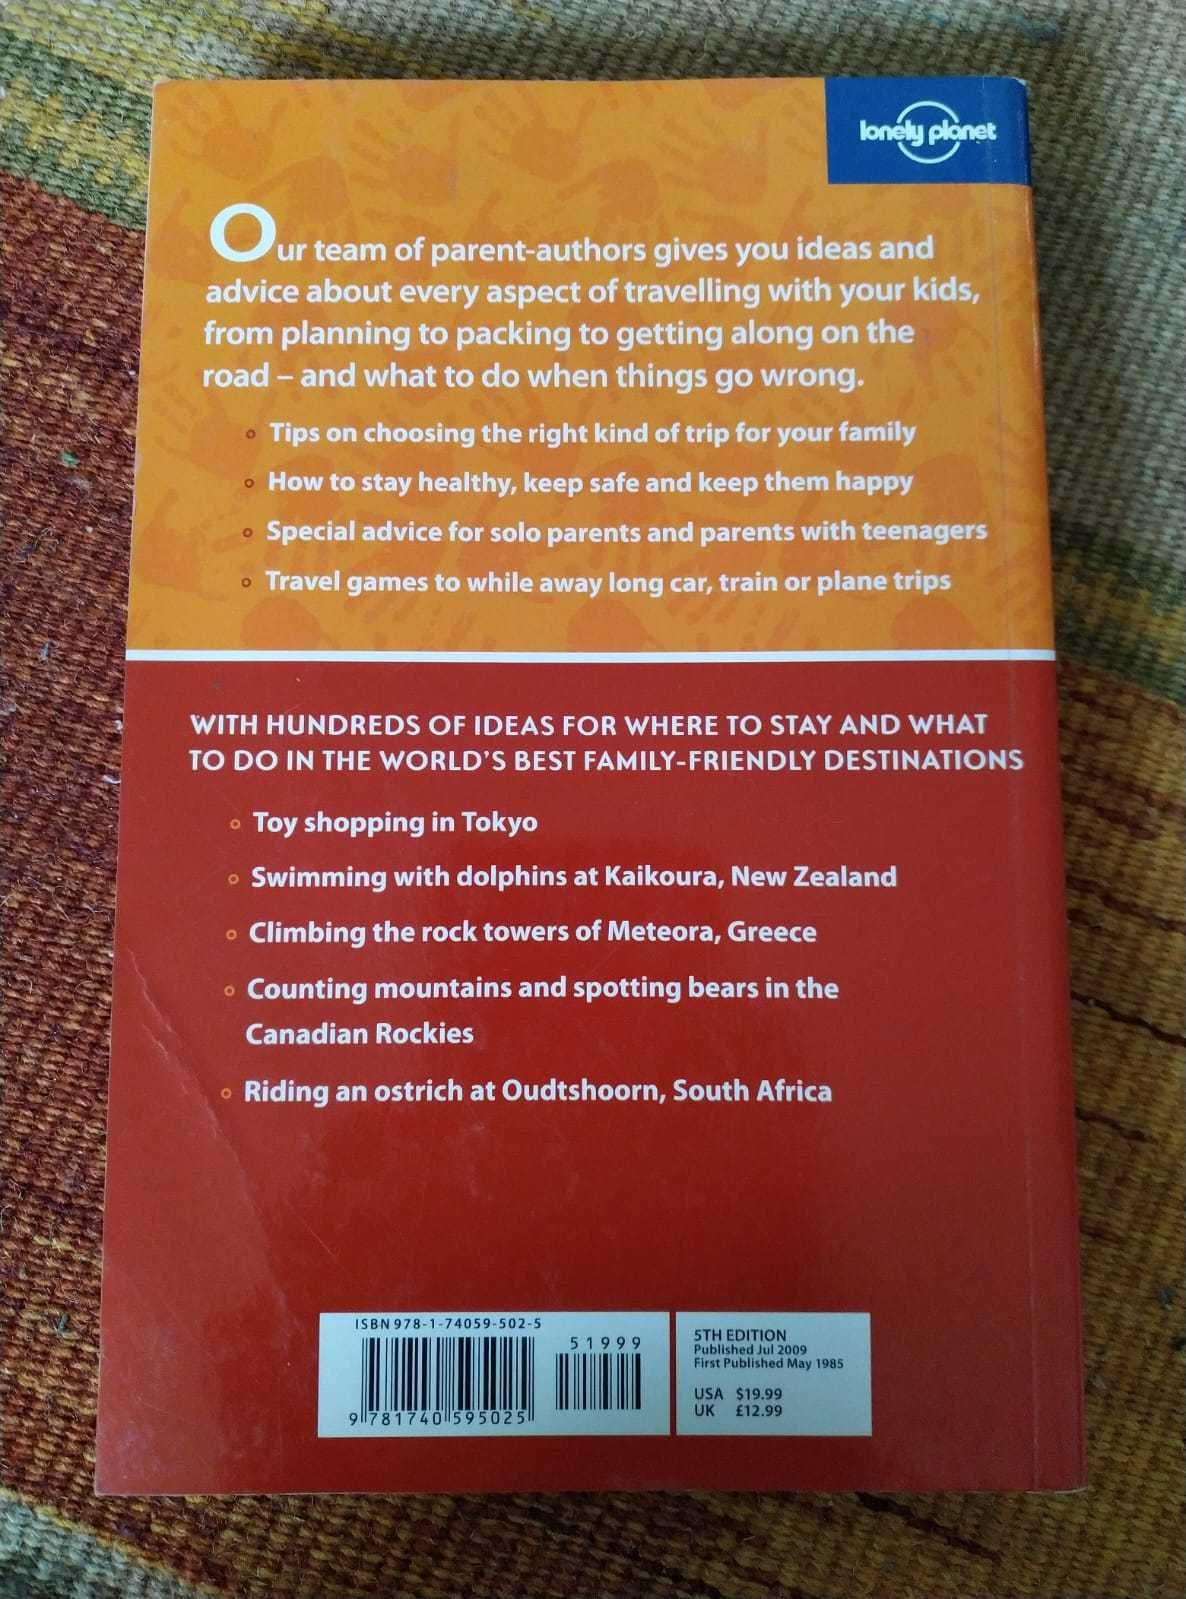 lonely planet
Our team of parent-authors gives you ideas and
advice about every aspect of travelling with your kids,
from planning to packing to getting along on the
road – and what to do when things go wrong.
Tips on choosing the right kind of trip for your family
How to stay healthy, keep safe and keep them happy
Special advice for solo parents and parents with teenagers
Travel games to while away long car, train or plane trips
WITH HUNDREDS OF IDEAS FOR WHERE TO STAY AND WHAT
TO DO IN THE WORLD'S BEST FAMILY-FRIENDLY DESTINATIONS
Toy shopping in Tokyo
Swimming with dolphins at Kaikoura, New Zealand
Climbing the rock towers of Meteora, Greece
Counting mountains and spotting bears in the
Canadian Rockies
Riding an ostrich at Oudtshoorn, South Africa
ISBN 978-1-74059-502-5
51999
9 781740 595025
5TH EDITION
Published Jul 2009
First Published May 1985
USA $19.99
UK £12.99